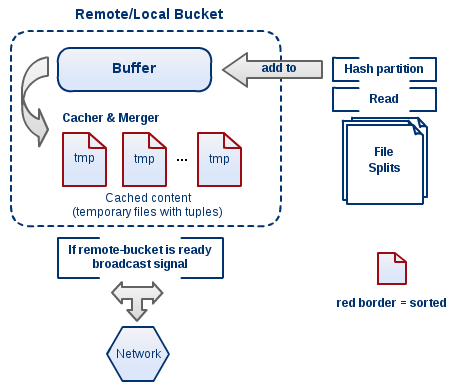 Remote/Local Bucket
Buffer
add to
Hash partition
Read
File
Splits
Cacher & Merger
tmp
tmp
...
tmp
Cached content
(temporary files with tuples)
If remote-bucket is ready
broadcast signal
Network
red border = sorted